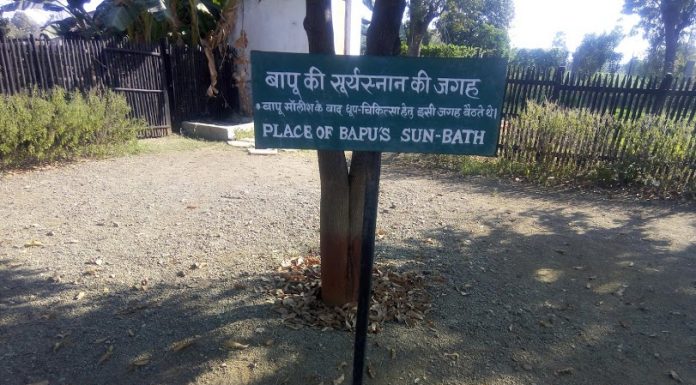 बापू की सूर्यस्नान की जगह
• बापू मॉलीश के बाद धूप-चिकित्सा हेतु इसी जगह बैठते थे।
PLACE OF BAPU'S SUN-BATH